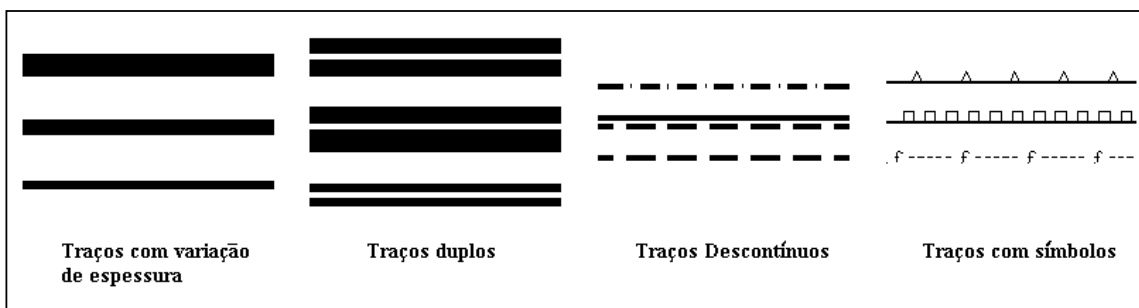 f ----- f ----- f ----- f
Traços com variação
de espessura
Traços duplos
Traços Descontínuos
Traços com símbolos